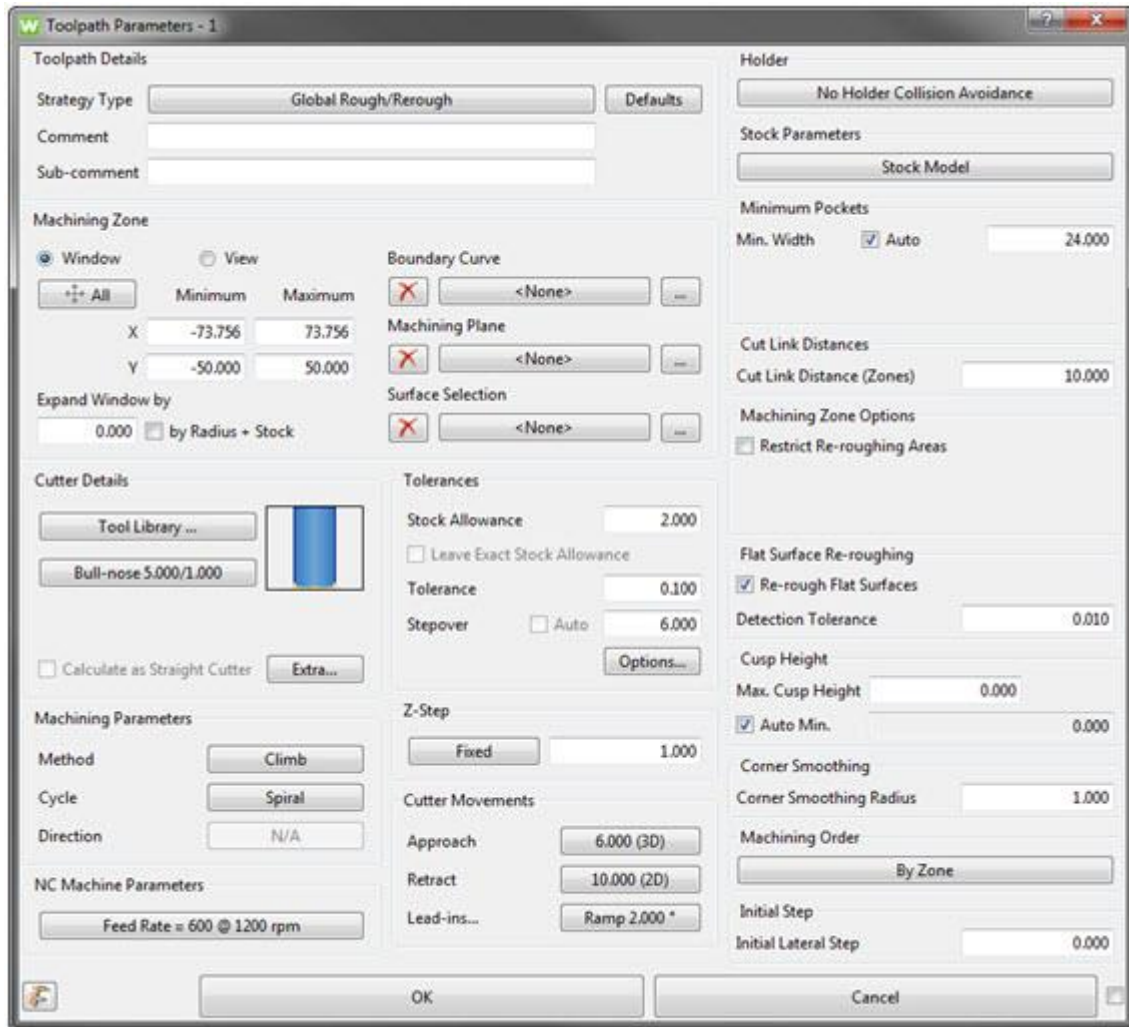 Toolpath Parameters - 1
Toolpath Details
Strategy Type Global Rough/Rerough Defaults
Comment
Sub-comment
Machining Zone
Window View
All Minimum Maximum
X -73.756 73.756
Y -50.000 50.000
Expand Window by
0.000 by Radius + Stock
Boundary Curve
<None> ...
Machining Plane
<None> ...
Surface Selection
<None> ...
Cutter Details
Tool Library ...
Bull-nose 5.000/1.000
Calculate as Straight Cutter Extra...
Tolerances
Stock Allowance 2.000
Leave Exact Stock Allowance
Tolerance 0.100
Stepover Auto 6.000
Options...
Machining Parameters
Method Climb
Cycle Spiral
Direction N/A
NC Machine Parameters
Feed Rate = 600 @ 1200 rpm
Z-Step
Fixed 1.000
Cutter Movements
Approach 6.000 (3D)
Retract 10.000 (2D)
Lead-ins... Ramp 2.000 °
Holder
No Holder Collision Avoidance
Stock Parameters
Stock Model
Minimum Pockets
Min. Width Auto 24.000
Cut Link Distances
Cut Link Distance (Zones) 10.000
Machining Zone Options
Restrict Re-roughing Areas
Flat Surface Re-roughing
Re-rough Flat Surfaces
Detection Tolerance 0.010
Cusp Height
Max. Cusp Height 0.000
Auto Min. 0.000
Corner Smoothing
Corner Smoothing Radius 1.000
Machining Order
By Zone
Initial Step
Initial Lateral Step 0.000
OK Cancel